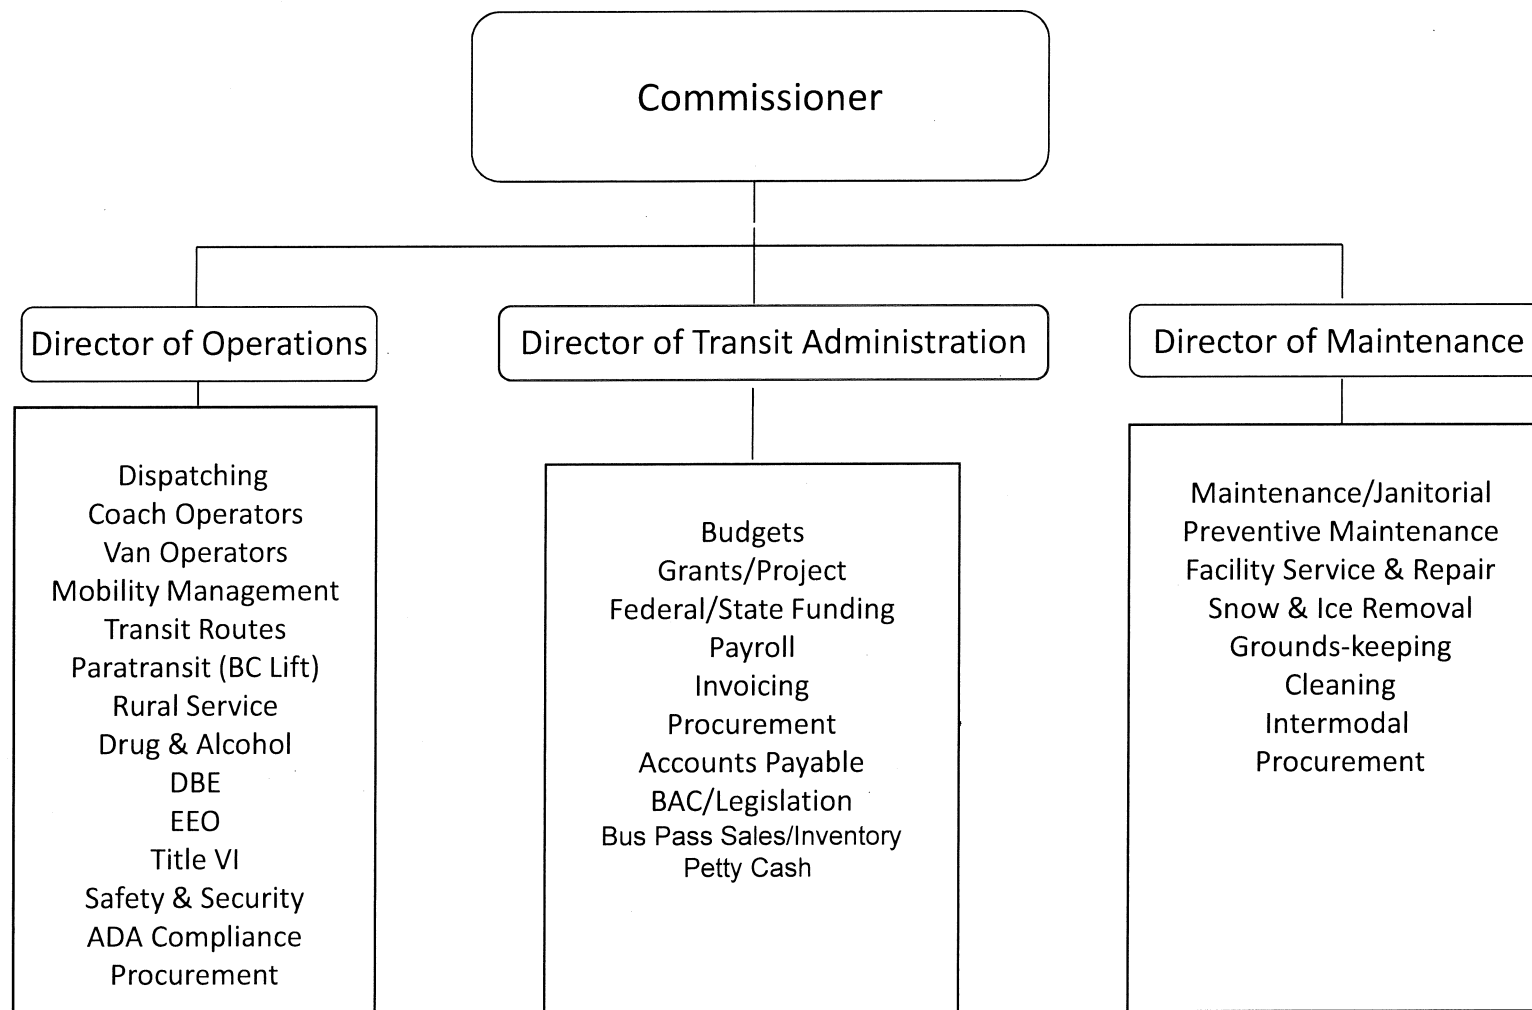 Commissioner
Director of Operations
Dispatching
Coach Operators
Van Operators
Mobility Management
Transit Routes
Paratransit (BC Lift)
Rural Service
Drug & Alcohol
DBE
EEO
Title VI
Safety & Security
ADA Compliance
Procurement
Director of Transit Administration
Budgets
Grants/Project
Federal/State Funding
Payroll
Invoicing
Procurement
Accounts Payable
BAC/Legislation
Bus Pass Sales/Inventory
Petty Cash
Director of Maintenance
Maintenance/Janitorial
Preventive Maintenance
Facility Service & Repair
Snow & Ice Removal
Grounds-keeping
Cleaning
Intermodal
Procurement